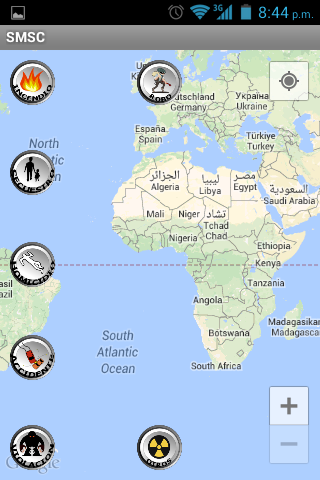 3G 8:44 p.m.
SMSC
INCENDIO
ROBO
Deutschland
Україна
Germany
Ukraine
North
España
Spain
Türkiye
Turkey
SECUESTRO
الجزائر
Algeria
ليبيا
Libya
مصر
Egypt
السعودية
Saudi Arabia
Mali
Niger
تشاد
Tchad
Chad
Nigeria
Ethiopia
HOMICIDIO
Kenya
Tanzania
Angola
Madagasikara
Madagascar
Botswana
South Africa
South
Atlantic
Ocean
ACCIDENTE
VIOLACION
OTROS
Google